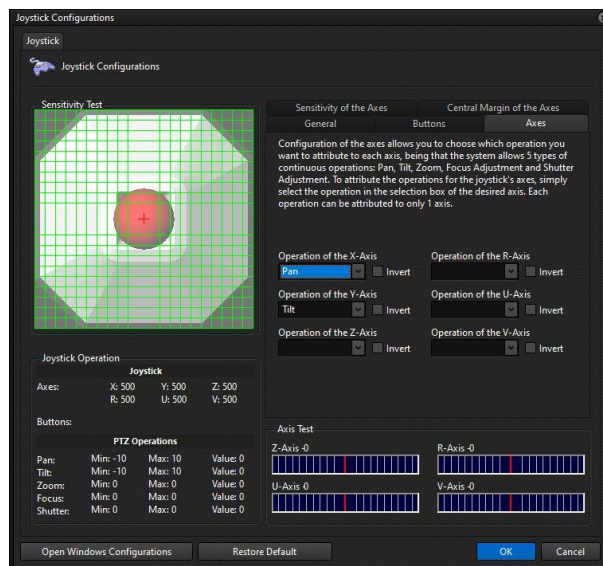 Joystick Configurations
Joystick
Joystick Configurations
Sensitivity Test
Sensitivity of the Axes
Central Margin of the Axes
General
Buttons
Axes
Configuration of the axes allows you to choose which operation you
want to attribute to each axis, being that the system allows 5 types of
continuous operations: Pan, Tilt, Zoom, Focus Adjustment and Shutter
Adjustment. To attribute the operations for the joystick's axes, simply
select the operation in the selection box of the desired axis. Each
operation can be attributed to only 1 axis.
Operation of the X-Axis
Operation of the R-Axis
Pan
Invert
Invert
Operation of the Y-Axis
Operation of the U-Axis
Tilt
Invert
Invert
Operation of the Z-Axis
Operation of the V-Axis
Invert
Invert
Joystick Operation
Joystick
Axes: X: 500 Y: 500 Z: 500
R: 500 U: 500 V: 500
Buttons:
PTZ Operations
Pan: Min: -10 Max: 10 Value: 0
Tilt: Min: -10 Max: 10 Value: 0
Zoom: Min: 0 Max: 0 Value: 0
Focus: Min: 0 Max: 0 Value: 0
Shutter: Min: 0 Max: 0 Value: 0
Axis Test
Z-Axis -0
R-Axis -0
U-Axis -0
V-Axis -0
Open Windows Configurations
Restore Default
OK
Cancel